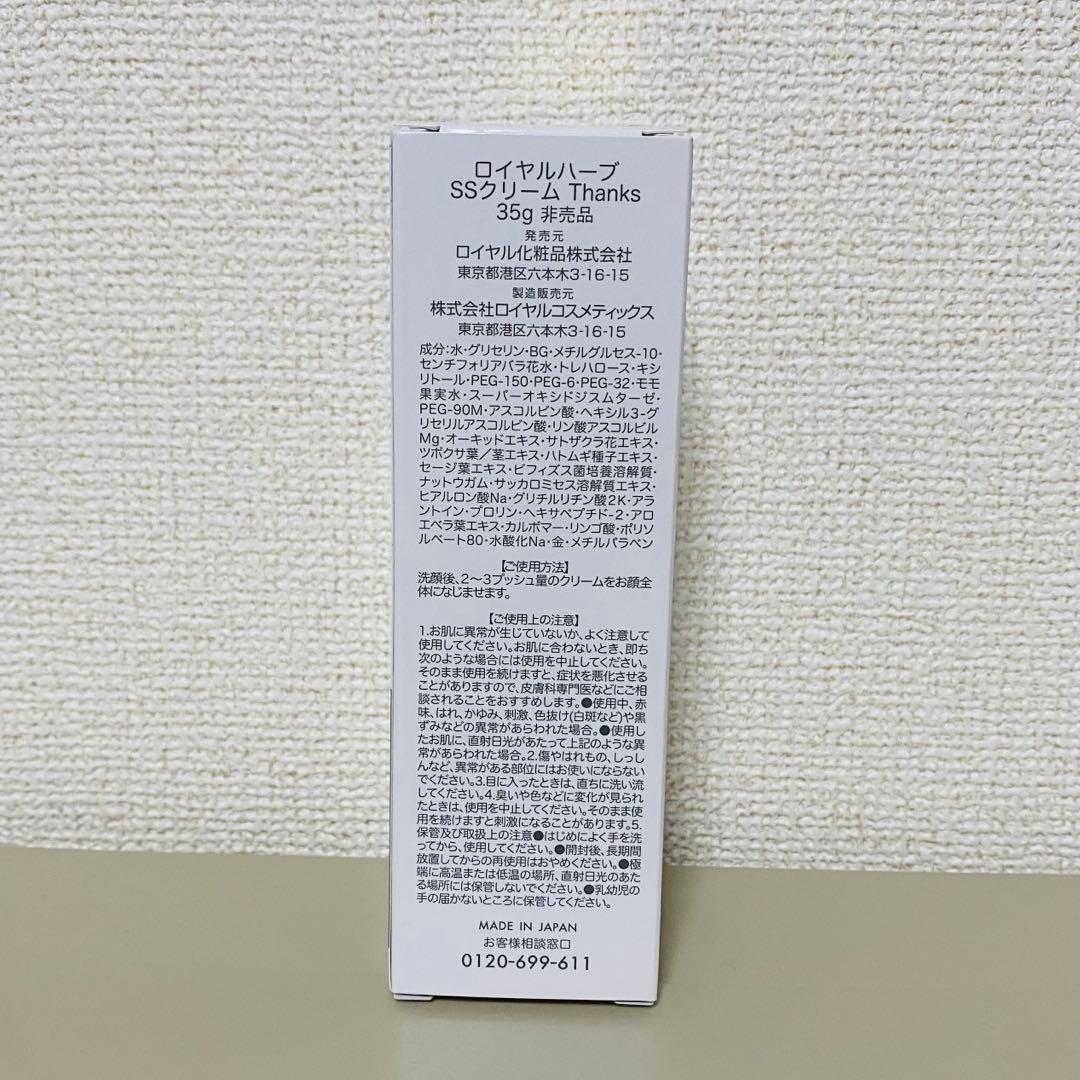 ロイヤルハーブ
SSクリーム Thanks
35g 非売品
発売元
ロイヤル化粧品株式会社
東京都港区六本木3-16-15
製造販売元
株式会社ロイヤルコスメティックス
東京都港区六本木3-16-15
成分:水・グリセリン・BG・メチルグルセス-10・
センチフォリアバラ花水・トレハロース・キシ
リトール・PEG-150・PEG-6・PEG-32・モモ
果実水・スーパーオキシドジスムターゼ・
PEG-90M・アスコルビン酸・ヘキシル3-グ
リセリルアスコルビン酸・リン酸アスコルビル
Mg・オーキッドエキス・サトザクラ花エキス・
ツボクサ葉/茎エキス・ハトムギ種子エキス・
セージ葉エキス・ビフィズス菌培養溶解質・
ナットウガム・サッカロミセス溶解質エキス・
ヒアルロン酸Na・グリチルリチン酸2K・アラ
ントイン・プロリン・ヘキサペプチド-2・アロ
エベラ葉エキス・カルボマー・リンゴ酸・ポリソ
ルベート80・水酸化Na・金・メチルパラベン
【ご使用方法】
洗顔後、2〜3プッシュ量のクリームをお顔全
体になじませます。
【ご使用上の注意】
1.お肌に異常が生じていないか、よく注意して
使用してください。お肌に合わないとき、即ち
次のような場合には使用を中止してください。
そのまま使用を続けますと、症状を悪化させる
ことがありますので、皮膚科専門医などにご相
談されることをおすすめします。●使用中、赤
味、はれ、かゆみ、刺激、色抜け(白斑など)や黒
ずみなどの異常があらわれた場合。●使用し
たお肌に、直射日光があたって上記のような異
常があらわれた場合。2.傷やはれもの、しっし
んなど、異常がある部位にはお使いにならない
でください。3.目に入ったときは、直ちに洗い流
してください。4.臭いや色などに変化が見られ
たときは、使用を中止してください。そのまま使
用を続けますと刺激になることがあります。5.
保管及び取扱上の注意●はじめによく手を洗
ってから、使用してください。●開封後、長期間
放置してからの再使用はおやめください。●極
端に高温または低温の場所、直射日光のあた
る場所には保管しないでください。●乳幼児の
手の届かないところに保管してください。
MADE IN JAPAN
お客様相談窓口
0120-699-611